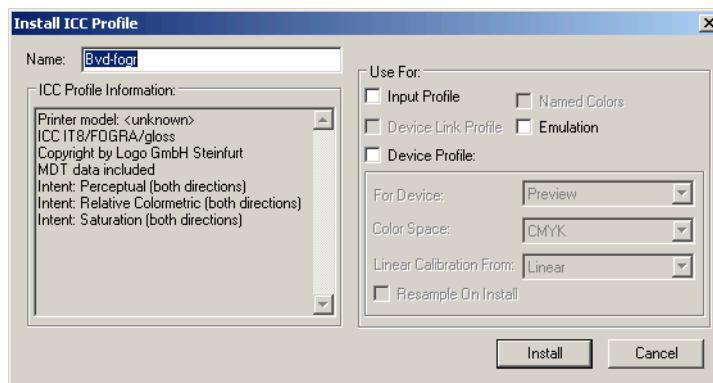 Install ICC Profile
Name: Bvd-fogr
ICC Profile Information:
Printer model: <unknown>
ICC IT8/FOGRA/gloss
Copyright by Logo GmbH Steinfurt
MDT data included
Intent: Perceptual (both directions)
Intent: Relative Colormetric (both directions)
Intent: Saturation (both directions)
Use For:
Input Profile
Named Colors
Device Link Profile
Emulation
Device Profile:
For Device: Preview
Color Space: CMYK
Linear Calibration From: Linear
Resample On Install
Install
Cancel